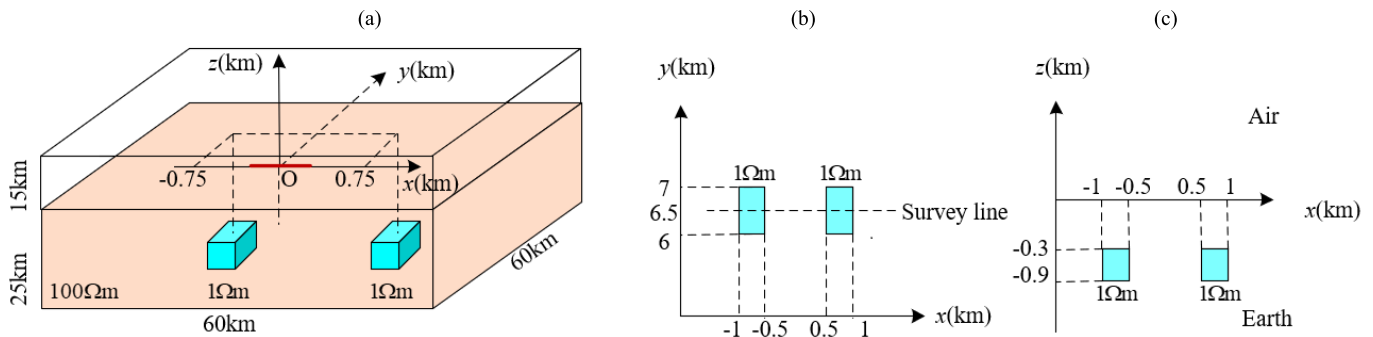 (a)
z(km)
y(km)
-0.75
O
0.75
x(km)
15km
25km
100Ωm
1Ωm
1Ωm
60km
60km
(b)
y(km)
1Ωm
1Ωm
7
6.5
Survey line
6
x(km)
-1
-0.5
0.5
1
(c)
z(km)
Air
-1
-0.5
0.5
1
x(km)
-0.3
-0.9
1Ωm
1Ωm
Earth